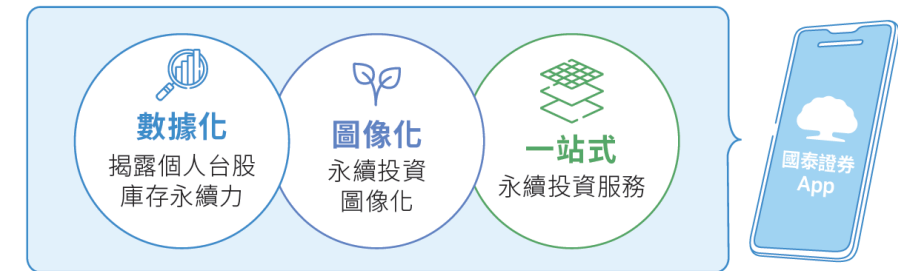 數據化
揭露個人台股
庫存永續力
圖像化
永續投資
圖像化
一站式
永續投資服務
國泰證券
App